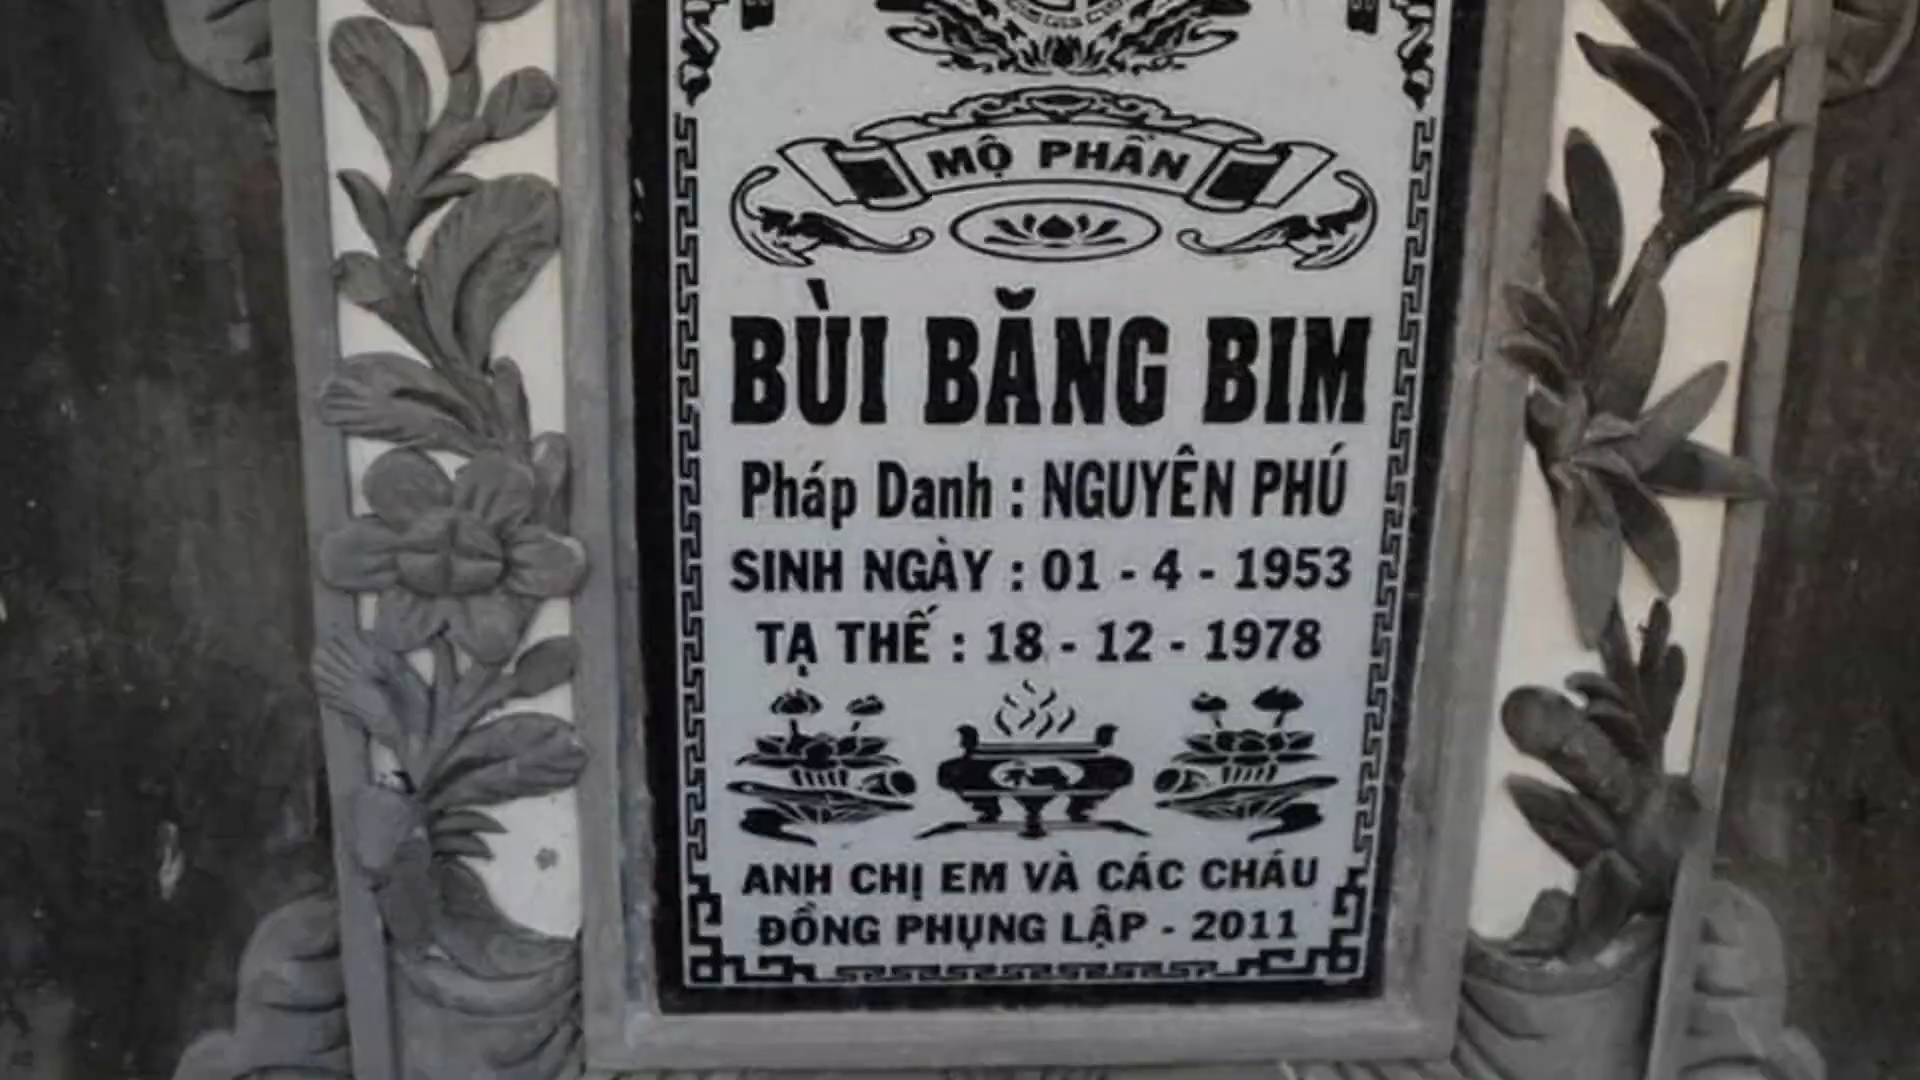 MỘ PHẦN
BÙI BĂNG BIM
Pháp Danh : NGUYÊN PHÚ
SINH NGÀY : 01 - 4 - 1953
TẠ THẾ : 18 - 12 - 1978
ANH CHỊ EM VÀ CÁC CHÁU
ĐỒNG PHỤNG LẬP - 2011